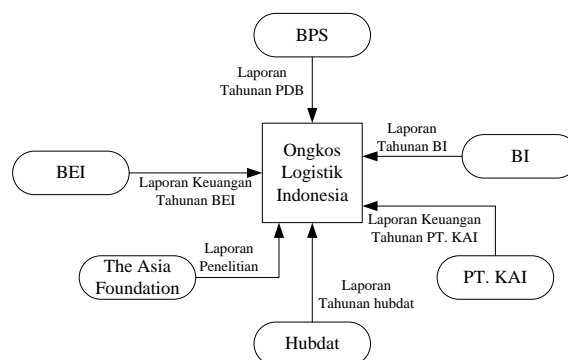 BPS
Laporan
Tahunan PDB
Laporan
Tahunan BI
Ongkos
Logistik
Indonesia
BEI
BI
Laporan Keuangan
Tahunan BEI
Laporan Keuangan
Tahunan PT. KAI
Laporan
Penelitian
The Asia
Foundation
PT. KAI
Laporan
Tahunan hubdat
Hubdat